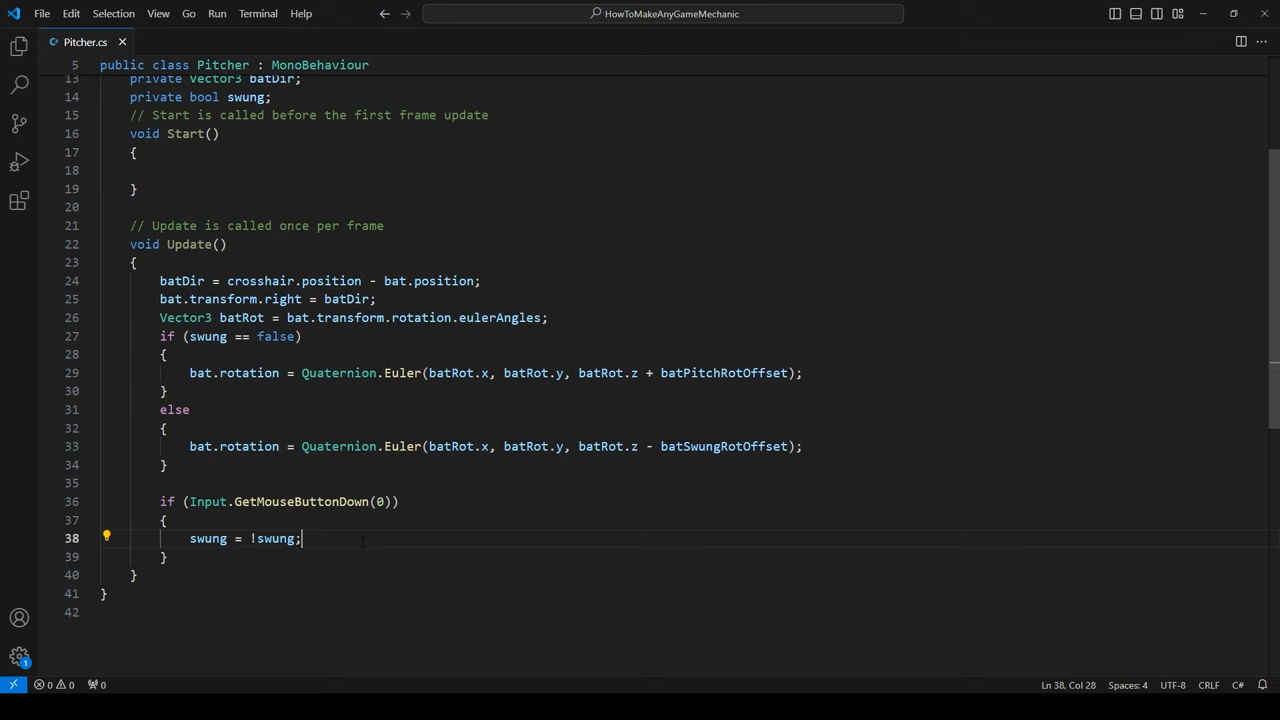 File Edit Selection View Go Run Terminal Help HowToMakeAnyGameMechanic
Pitcher.cs
5 public class Pitcher : MonoBehaviour
13 private Vector3 batDir;
14 private bool swung;
15 // Start is called before the first frame update
16 void Start()
17 {
18
19 }
20
21 // Update is called once per frame
22 void Update()
23 {
24 batDir = crosshair.position - bat.position;
25 bat.transform.right = batDir;
26 Vector3 batRot = bat.transform.rotation.eulerAngles;
27 if (swung == false)
28 {
29 bat.rotation = Quaternion.Euler(batRot.x, batRot.y, batRot.z + batPitchRotOffset);
30 }
31 else
32 {
33 bat.rotation = Quaternion.Euler(batRot.x, batRot.y, batRot.z - batSwungRotOffset);
34 }
35
36 if (Input.GetMouseButtonDown(0))
37 {
38 swung = !swung;
39 }
40 }
41 }
42
1
0 0 0 Ln 38, Col 28 Spaces: 4 UTF-8 CRLF C#